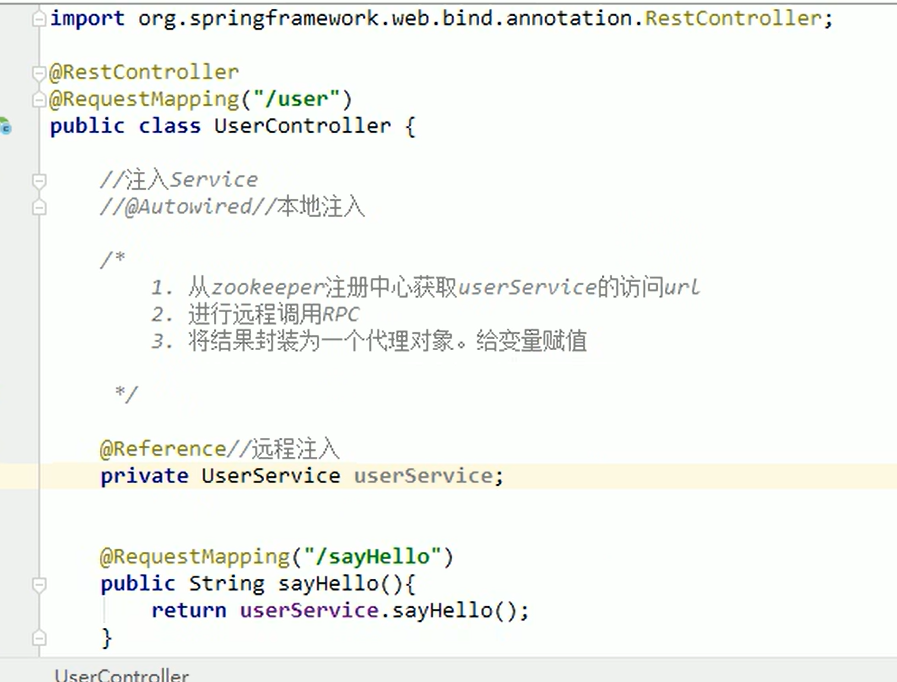 import org.springframework.web.bind.annotation.RestController;
@RestController
@RequestMapping("/user")
public class UserController {
//注入Service
//@Autowired//本地注入
/*
1. 从zookeeper注册中心获取userService的访问url
2. 进行远程调用RPC
3. 将结果封装为一个代理对象。给变量赋值
*/
@Reference//远程注入
private UserService userService;
@RequestMapping("/sayHello")
public String sayHello(){
return userService.sayHello();
}
UserController